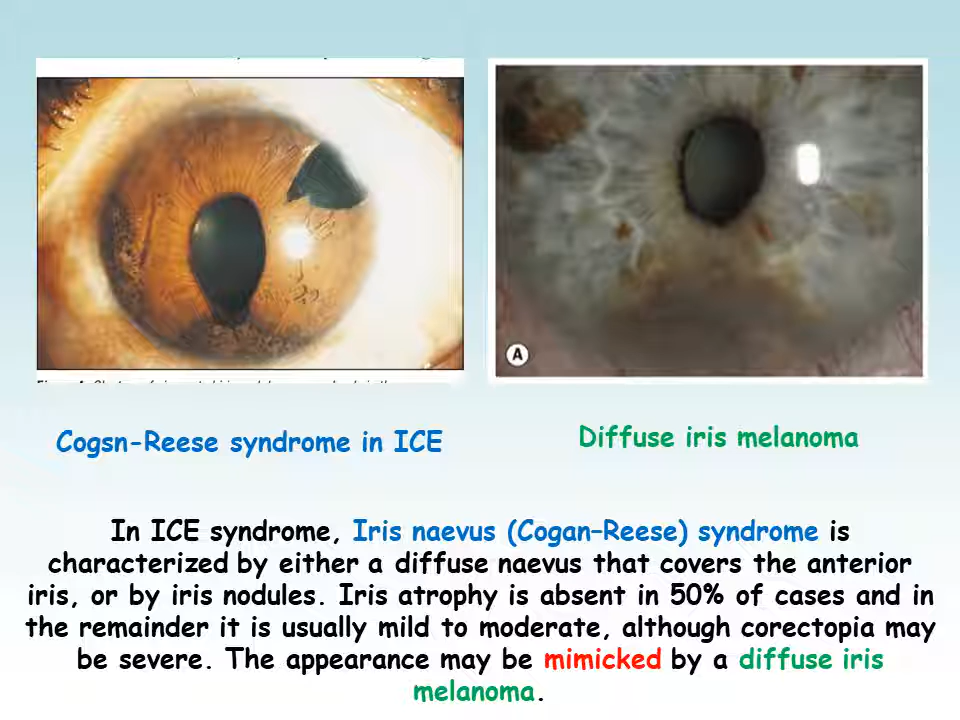 A
Cogsn-Reese syndrome in ICE
Diffuse iris melanoma
In ICE syndrome, Iris naevus (Cogan–Reese) syndrome is
characterized by either a diffuse naevus that covers the anterior
iris, or by iris nodules. Iris atrophy is absent in 50% of cases and in
the remainder it is usually mild to moderate, although corectopia may
be severe. The appearance may be mimicked by a diffuse iris
melanoma.